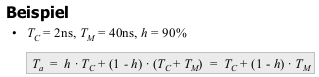 Beispiel
• T_C = 2ns, T_M = 40ns, h = 90%
T_a = h · T_C + (1 - h) · (T_C + T_M) = T_C + (1 - h) · T_M